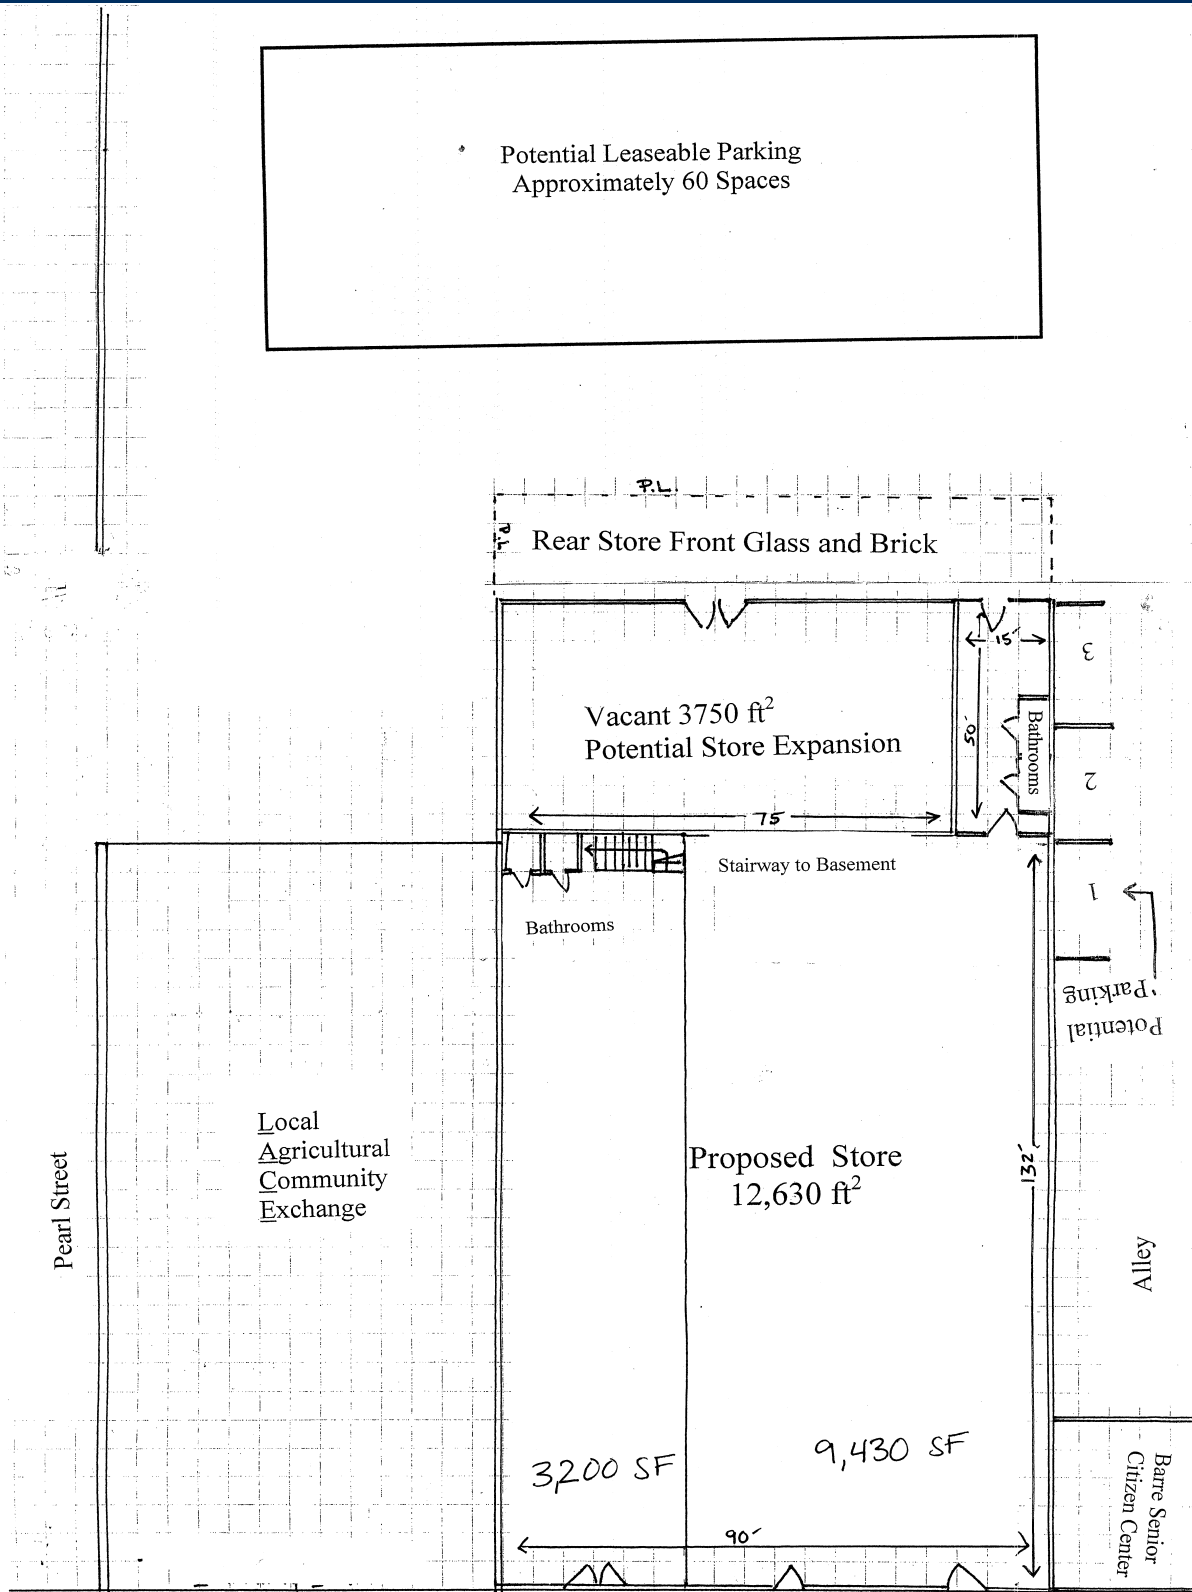 Potential Leaseable Parking
Approximately 60 Spaces
P.L.
P.L.
Rear Store Front Glass and Brick
15'
3
Vacant 3750 ft²
Potential Store Expansion
50'
Bathrooms
2
75
Stairway to Basement
Bathrooms
1
Potential
Parking
Local
Agricultural
Community
Exchange
Pearl Street
Proposed Store
12,630 ft²
132'
Alley
3,200 SF
9,430 SF
90'
Barre Senior
Citizen Center